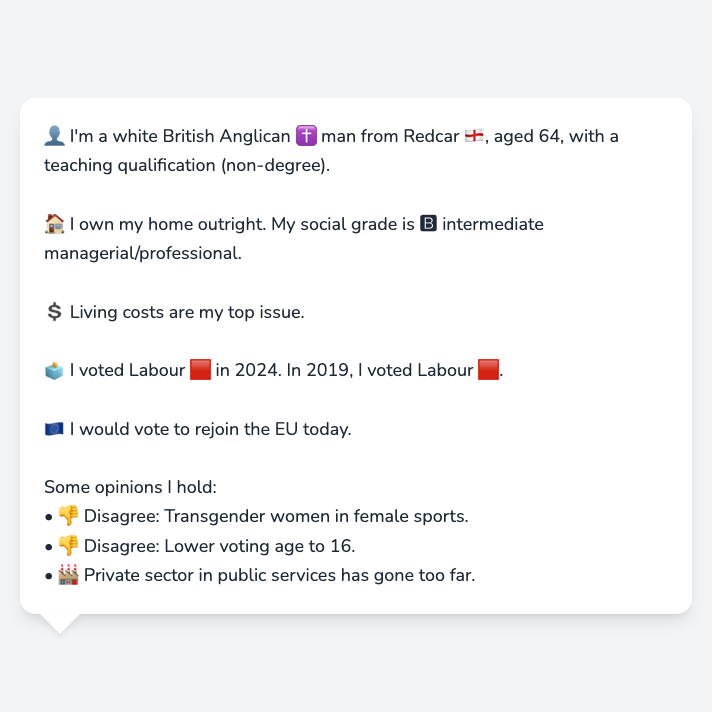 👤 I'm a white British Anglican ✝️ man from Redcar 🏴󠁧󠁢󠁥󠁮󠁧󠁿, aged 64, with a
teaching qualification (non-degree).
🏠 I own my home outright. My social grade is 🅱 intermediate
managerial/professional.
💲 Living costs are my top issue.
🗳️ I voted Labour 🟥 in 2024. In 2019, I voted Labour 🟥.
🇪🇺 I would vote to rejoin the EU today.
Some opinions I hold:
• 👎 Disagree: Transgender women in female sports.
• 👎 Disagree: Lower voting age to 16.
• 🏭 Private sector in public services has gone too far.